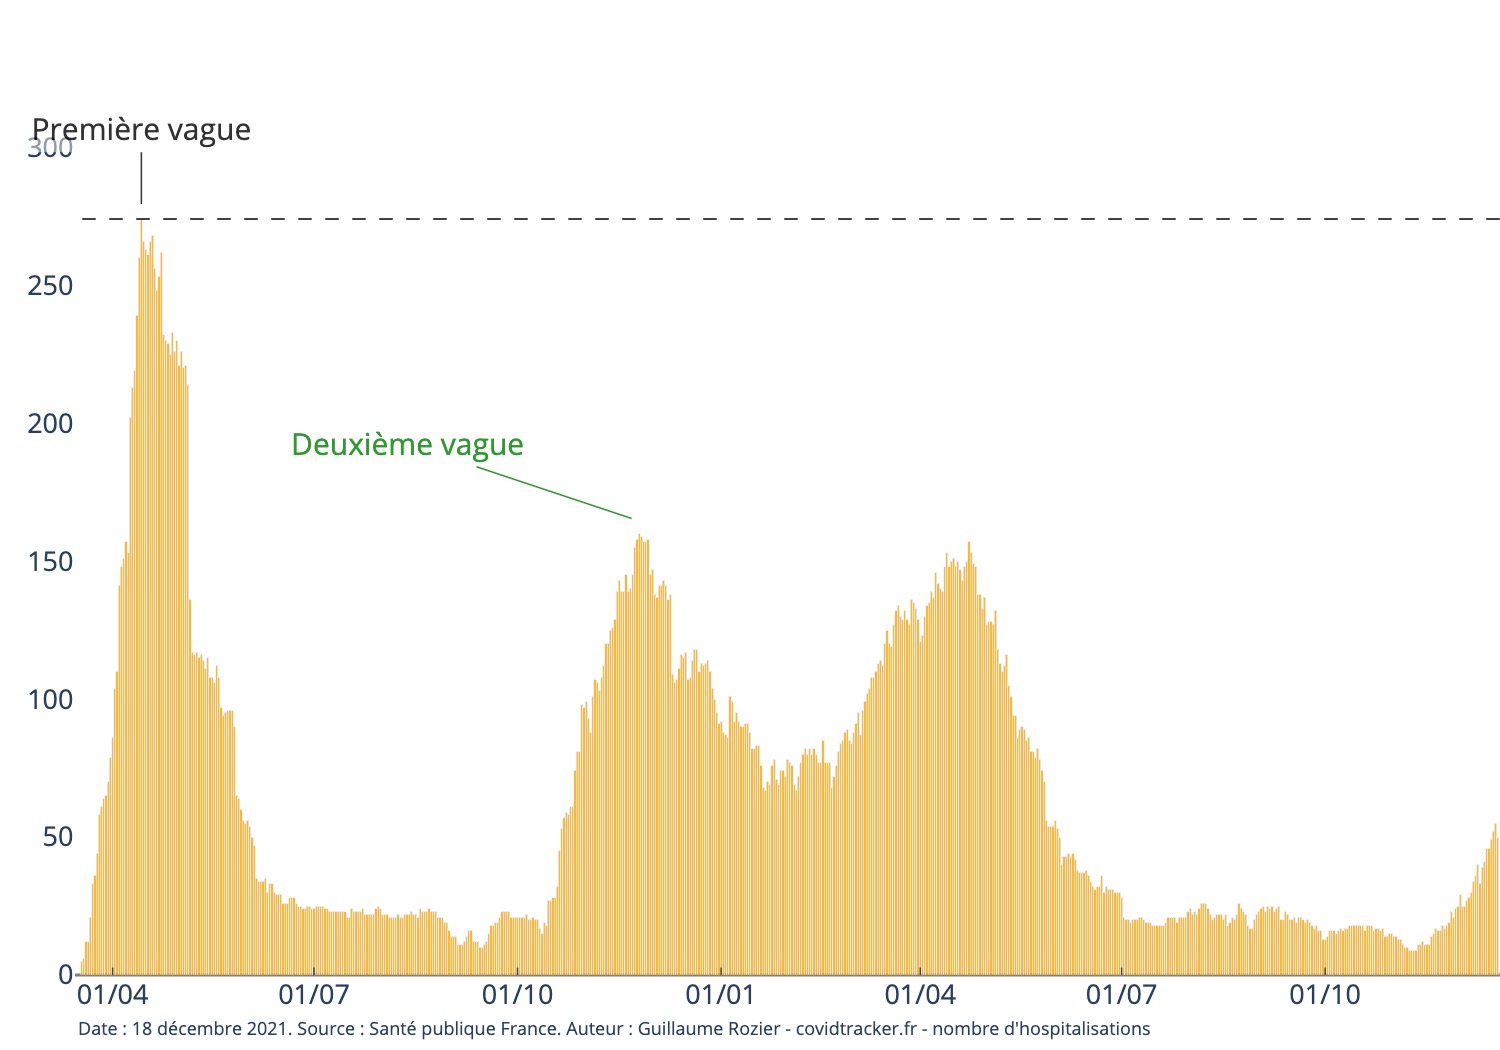 Première vague
300
250
200
Deuxième vague
150
100
50
0
01/04 01/07 01/10 01/01 01/04 01/07 01/10
Date : 18 décembre 2021. Source : Santé publique France. Auteur : Guillaume Rozier - covidtracker.fr - nombre d'hospitalisations